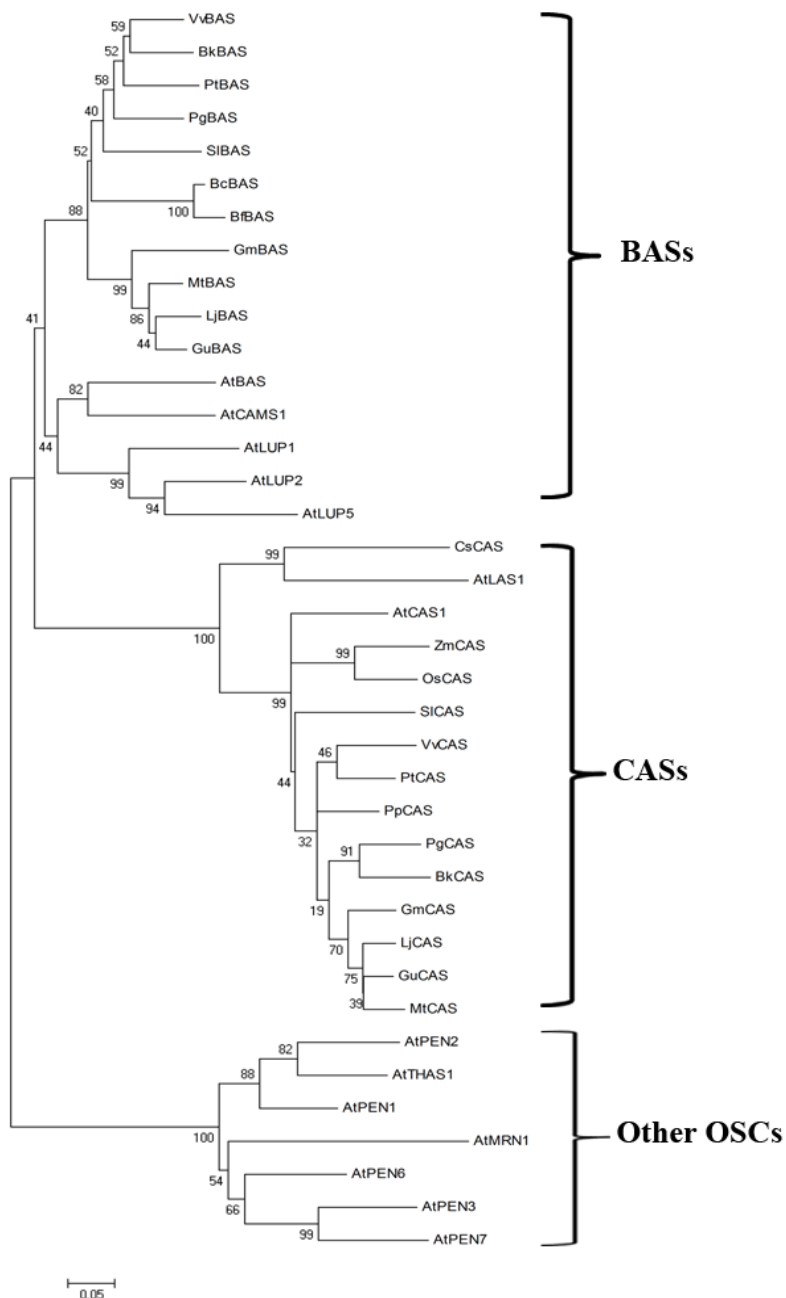 VvBAS
59
BkBAS
52
PtBAS
58
PgBAS
40
SlBAS
52
BcBAS
100
BfBAS
88
GmBAS
99
MtBAS
86
LjBAS
44
GuBAS
BASs
41
AtBAS
82
AtCAMS1
44
AtLUP1
99
AtLUP2
94
AtLUP5
CsCAS
99
AtLAS1
100
AtCAS1
ZmCAS
99
OsCAS
99
SlCAS
VvCAS
46
PtCAS
44
PpCAS
32
PgCAS
91
BkCAS
19
GmCAS
70
LjCAS
75
GuCAS
39
MtCAS
CASs
AtPEN2
82
AtTHAS1
88
AtPEN1
100
AtMRN1
54
AtPEN6
66
AtPEN3
99
AtPEN7
Other OSCs
0.05